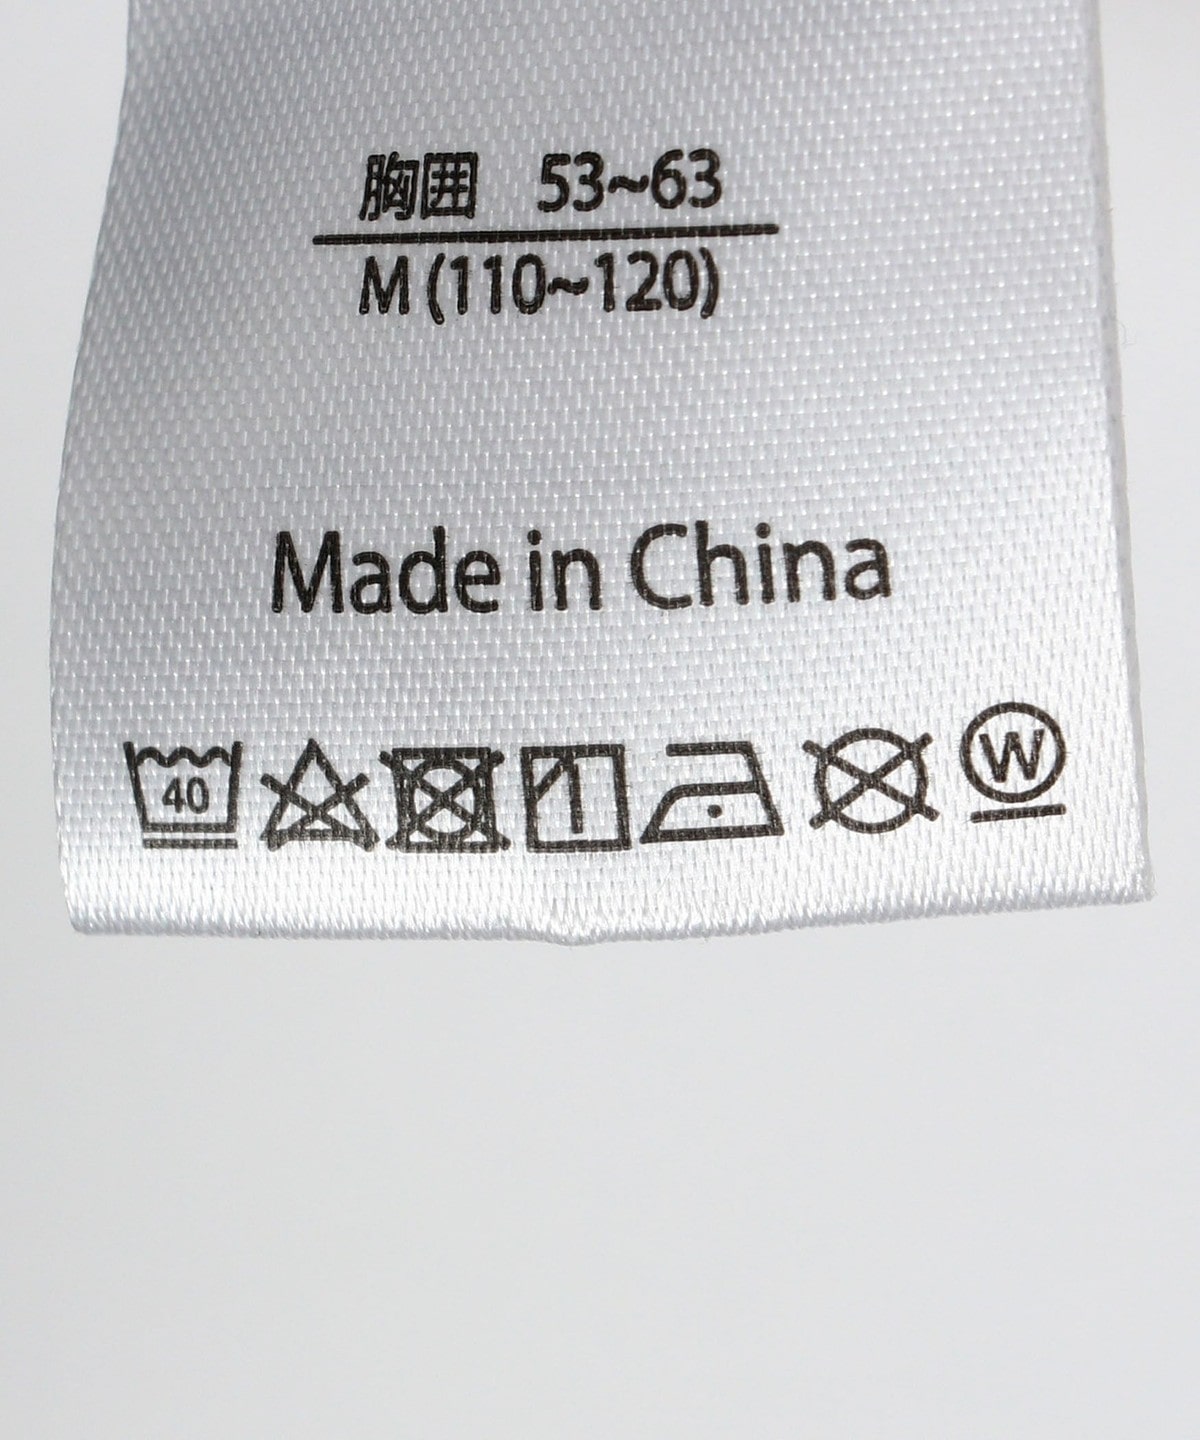 胸囲　53~63
M (110~120)
Made in China
40
W